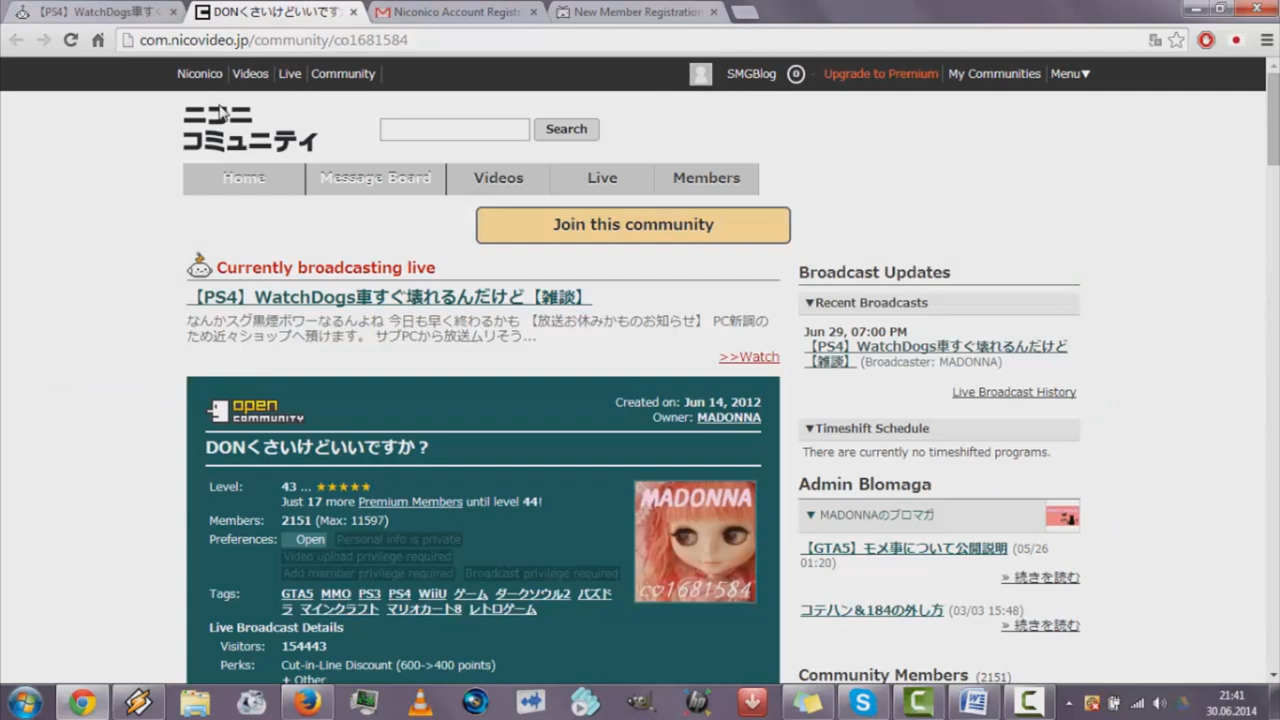 【PS4】WatchDogs車す
DONくさいけどいいですか
Niconico Account Regist
New Member Registration
com.nicovideo.jp/community/co1681584
Niconico Videos Live Community
SMGBlog 0 Upgrade to Premium My Communities Menu▼
ニコニ
コミュニティ
Search
Home Message Board Videos Live Members
Join this community
Currently broadcasting live
【PS4】WatchDogs車すぐ壊れるんだけど【雑談】
なんかスグ黒煙ボワーなるんよね 今日も早く終わるかも 【放送お休みかものお知らせ】 PC新調の
ため近々ショップへ預けます。 サブPCから放送ムリそう...
>>Watch
open
COMMUNITY
Created on: Jun 14, 2012
Owner: MADONNA
DONくさいけどいいですか？
Level: 43 ... ★★★★★
Just 17 more Premium Members until level 44!
Members: 2151 (Max: 11597)
Preferences: Open Personal info is private
Video upload privilege required
Add member privilege required Broadcast privilege required
Tags: GTA5 MMO PS3 PS4 WiiU ゲーム ダークソウル2 パズド
ラ マインクラフト マリオカート8 レトロゲーム
Live Broadcast Details
Visitors: 154443
Perks: Cut-in-Line Discount (600->400 points)
+ Other
MADONNA
co1681584
Broadcast Updates
▼Recent Broadcasts
Jun 29, 07:00 PM
【PS4】WatchDogs車すぐ壊れるんだけど
【雑談】 (Broadcaster: MADONNA)
Live Broadcast History
▼Timeshift Schedule
There are currently no timeshifted programs.
Admin Blomaga
▼ MADONNAのブロマガ
【GTA5】モメ事について公開説明 (05/26
01:20)
» 続きを読む
コテハン＆184の外し方 (03/03 15:48)
» 続きを読む
Community Members (2151)
21:41
30.06.2014